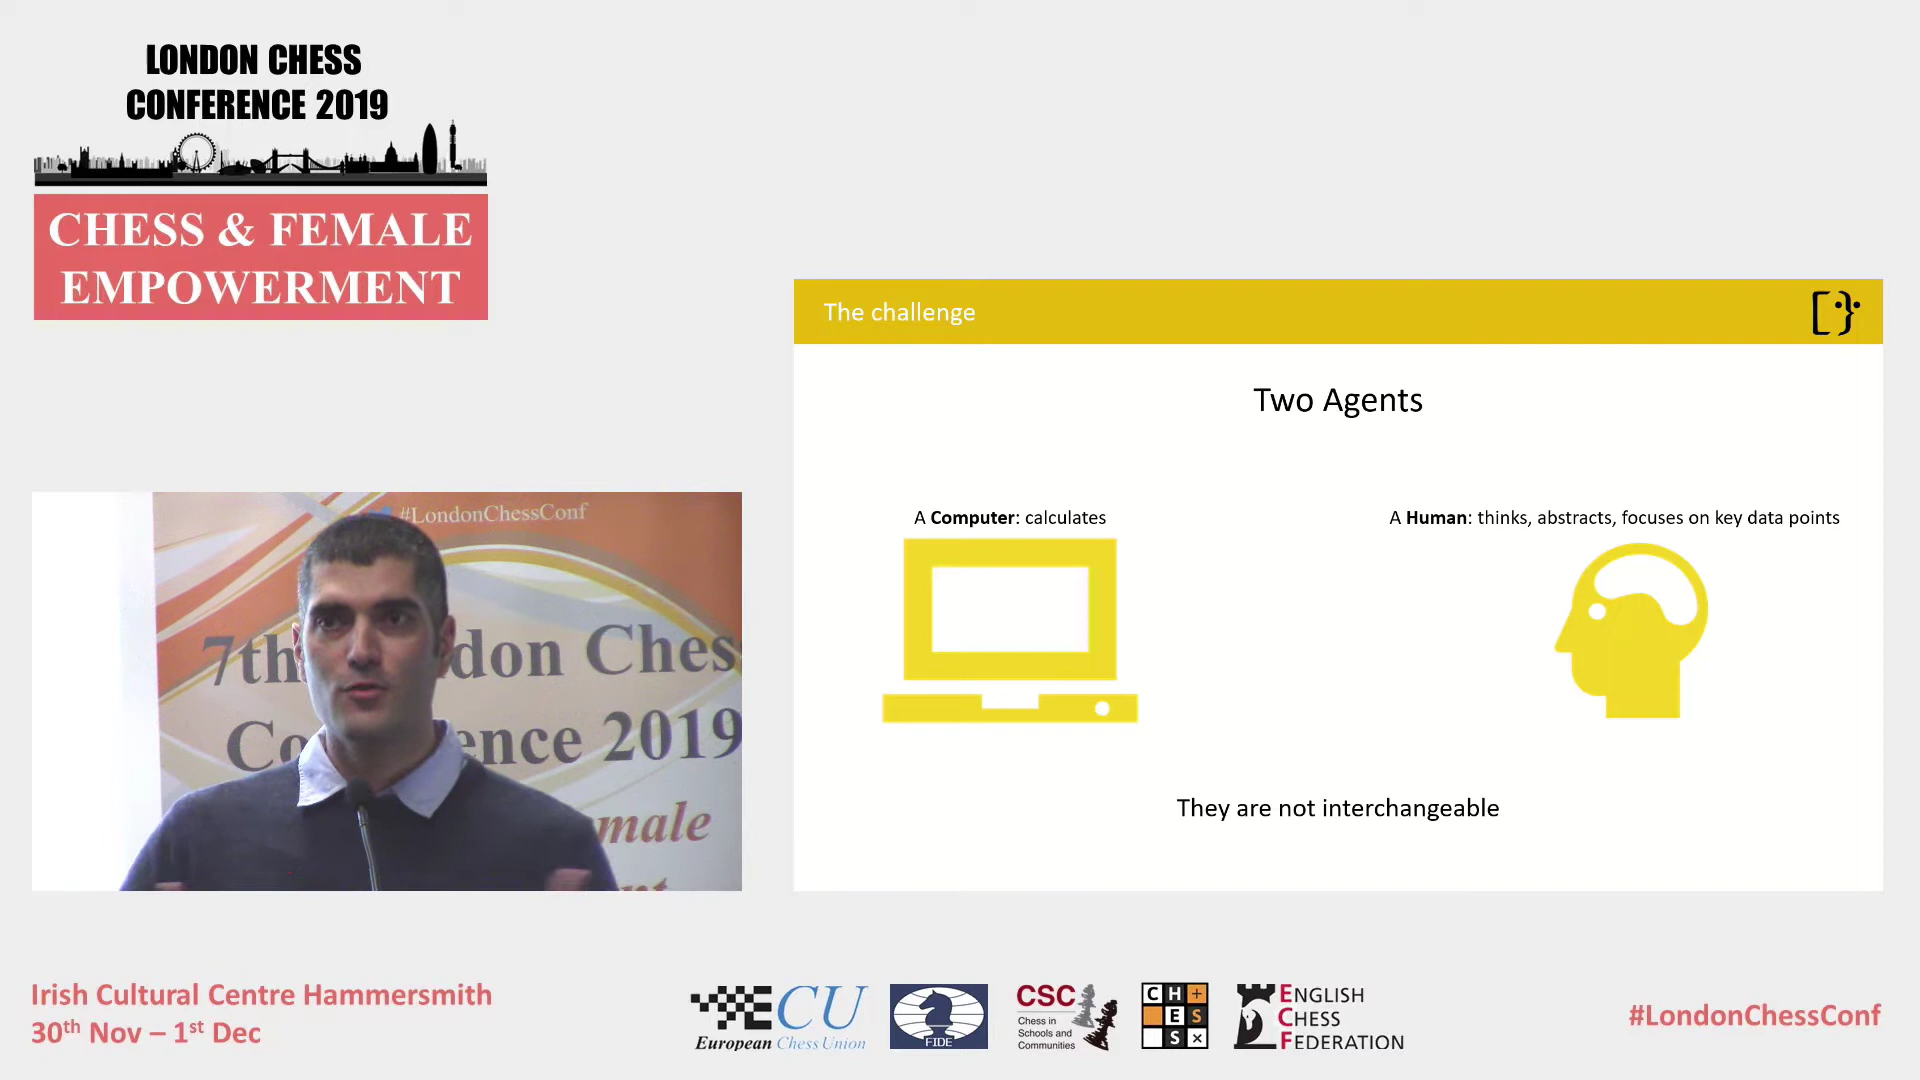 LONDON CHESS
CONFERENCE 2019
CHESS & FEMALE
EMPOWERMENT
The challenge
Two Agents
A Computer: calculates
A Human: thinks, abstracts, focuses on key data points
They are not interchangeable
#LondonChessConf
7th don Ches
Co ence 2019
male
Irish Cultural Centre Hammersmith
30th Nov – 1st Dec
ECU
European Chess Union
FIDE
CSC
Chess in
Schools and
Communities
CH+
ES
S×
ENGLISH
CHESS
FEDERATION
#LondonChessConf